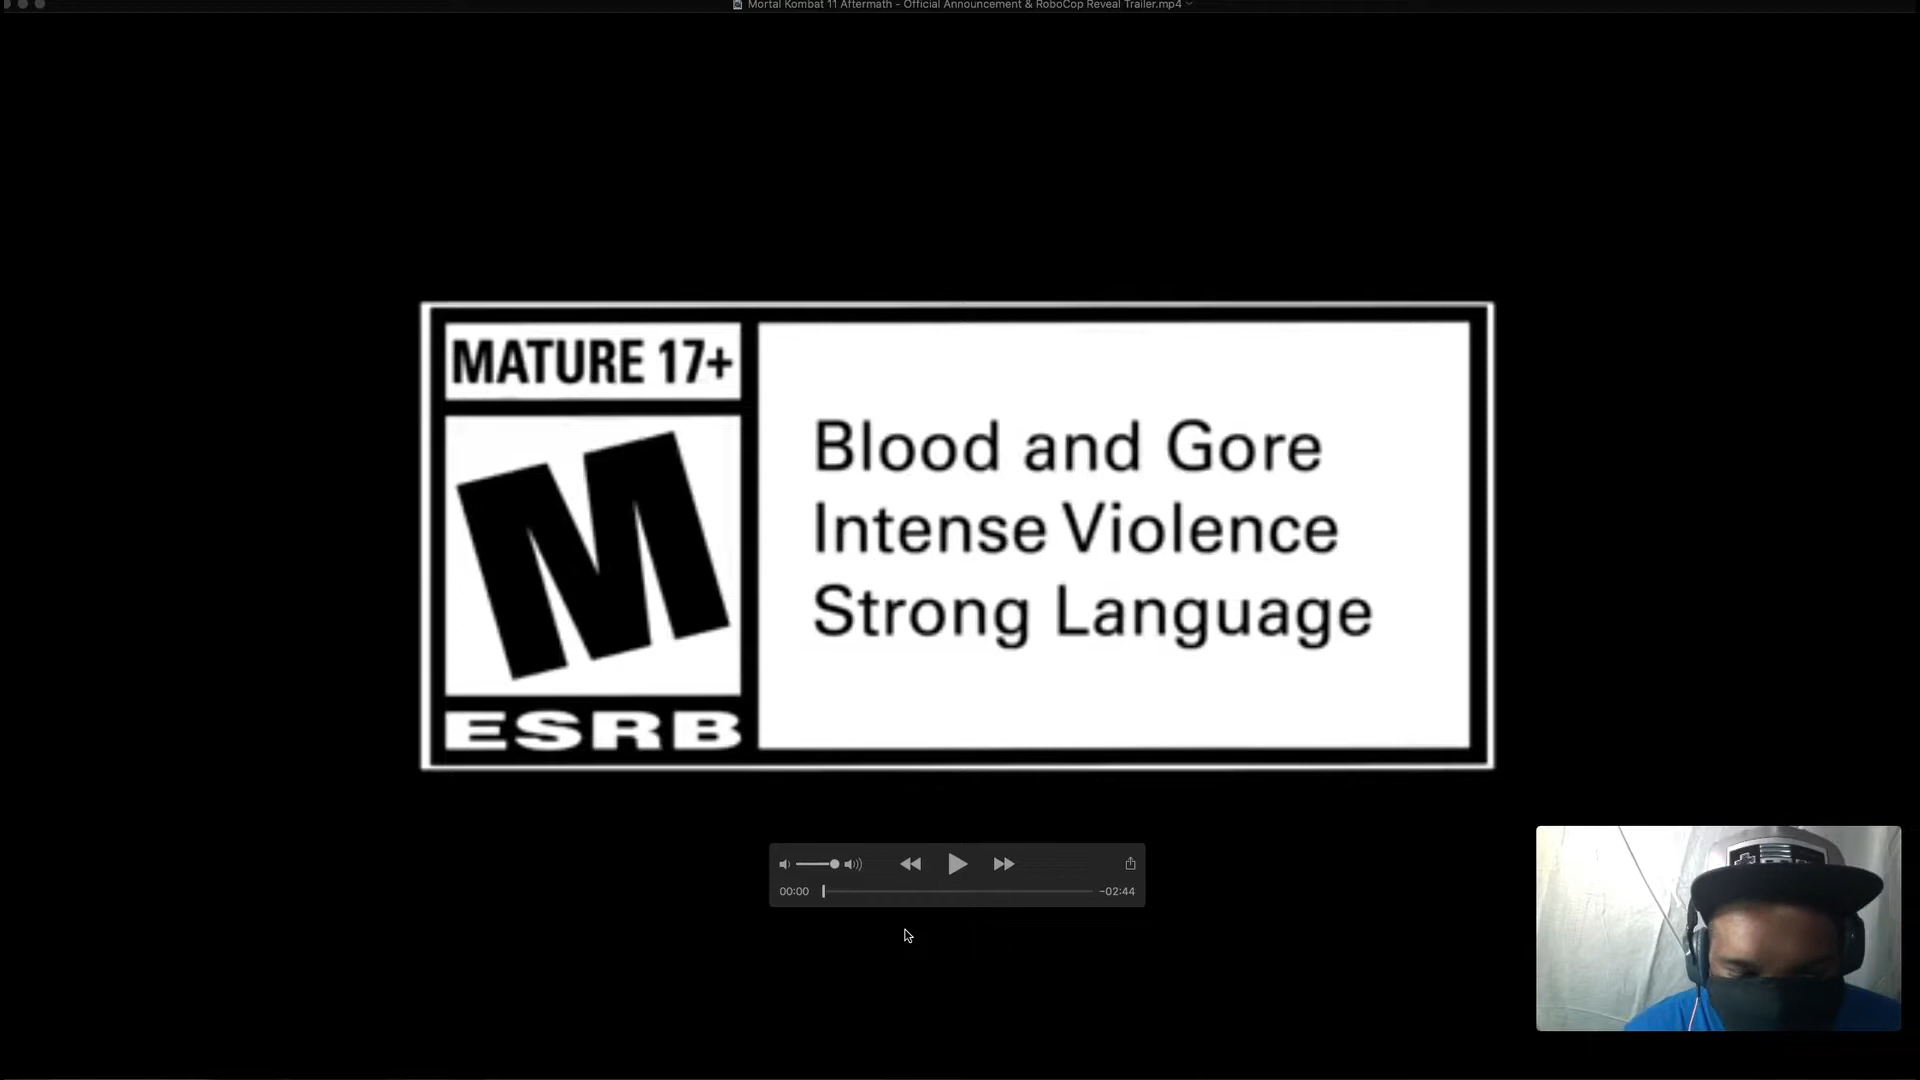 Mortal Kombat 11 Aftermath - Official Announcement & RoboCop Reveal Trailer.mp4
MATURE 17+
M
ESRB
Blood and Gore
Intense Violence
Strong Language
00:00
-02:44